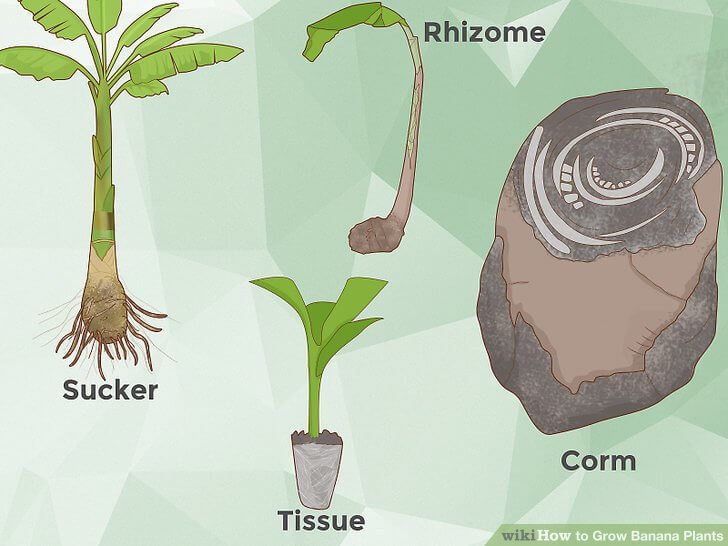 Rhizome
Sucker
Corm
Tissue
wikiHow to Grow Banana Plants